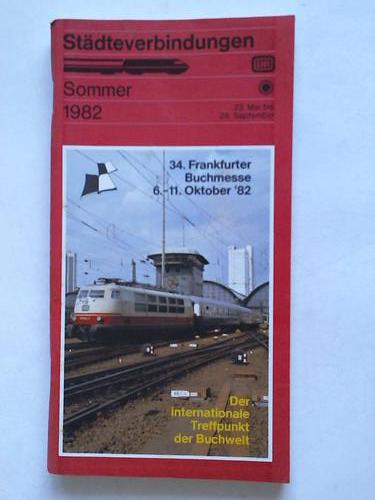 Städteverbindungen
DB
Sommer
1982
23. Mai bis
25. September
34. Frankfurter
Buchmesse
6.-11. Oktober '82
Der
internationale
Treffpunkt
der Buchwelt